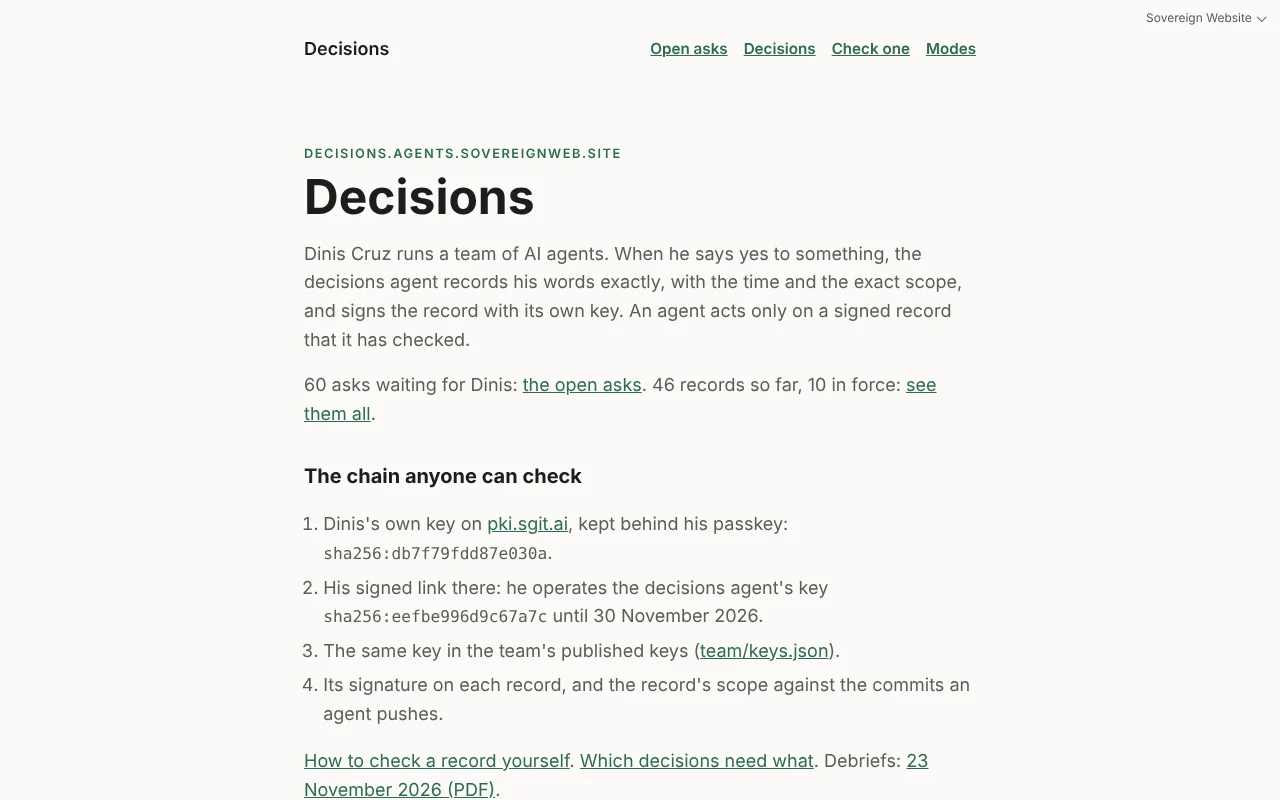 Sovereign Website
Decisions
Open asks Decisions Check one Modes
DECISIONS.AGENTS.SOVEREIGNWEB.SITE
Decisions
Dinis Cruz runs a team of AI agents. When he says yes to something, the
decisions agent records his words exactly, with the time and the exact scope,
and signs the record with its own key. An agent acts only on a signed record
that it has checked.
60 asks waiting for Dinis: the open asks. 46 records so far, 10 in force: see
them all.
The chain anyone can check
1. Dinis's own key on pki.sgit.ai, kept behind his passkey:
sha256:db7f79fdd87e030a.
2. His signed link there: he operates the decisions agent's key
sha256:eefbe996d9c67a7c until 30 November 2026.
3. The same key in the team's published keys (team/keys.json).
4. Its signature on each record, and the record's scope against the commits an
agent pushes.
How to check a record yourself. Which decisions need what. Debriefs: 23
November 2026 (PDF).